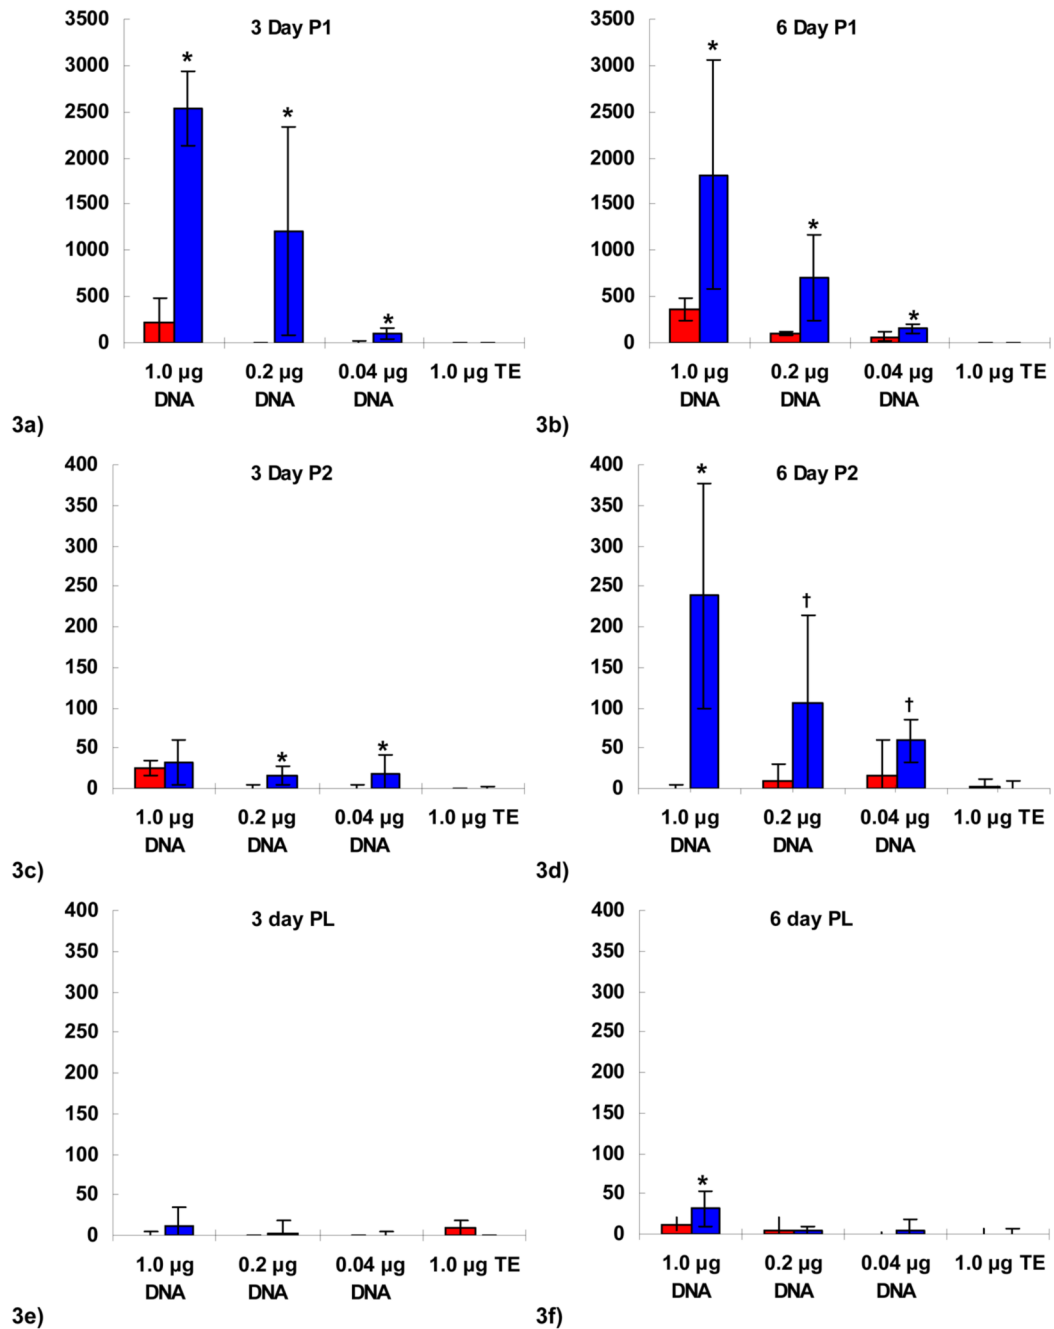 3 Day P1
3500
3000
2500
2000
1500
1000
500
0
* * *
1.0 µg 0.2 µg 0.04 µg 1.0 µg TE
DNA DNA DNA
3a)
6 Day P1
3500
3000
2500
2000
1500
1000
500
0
* * *
1.0 µg 0.2 µg 0.04 µg 1.0 µg TE
DNA DNA DNA
3b)
3 Day P2
400
350
300
250
200
150
100
50
0
* *
1.0 µg 0.2 µg 0.04 µg 1.0 µg TE
DNA DNA DNA
3c)
6 Day P2
400
350
300
250
200
150
100
50
0
* † †
1.0 µg 0.2 µg 0.04 µg 1.0 µg TE
DNA DNA DNA
3d)
3 day PL
400
350
300
250
200
150
100
50
0
1.0 µg 0.2 µg 0.04 µg 1.0 µg TE
DNA DNA DNA
3e)
6 day PL
400
350
300
250
200
150
100
50
0
*
1.0 µg 0.2 µg 0.04 µg 1.0 µg TE
DNA DNA DNA
3f)